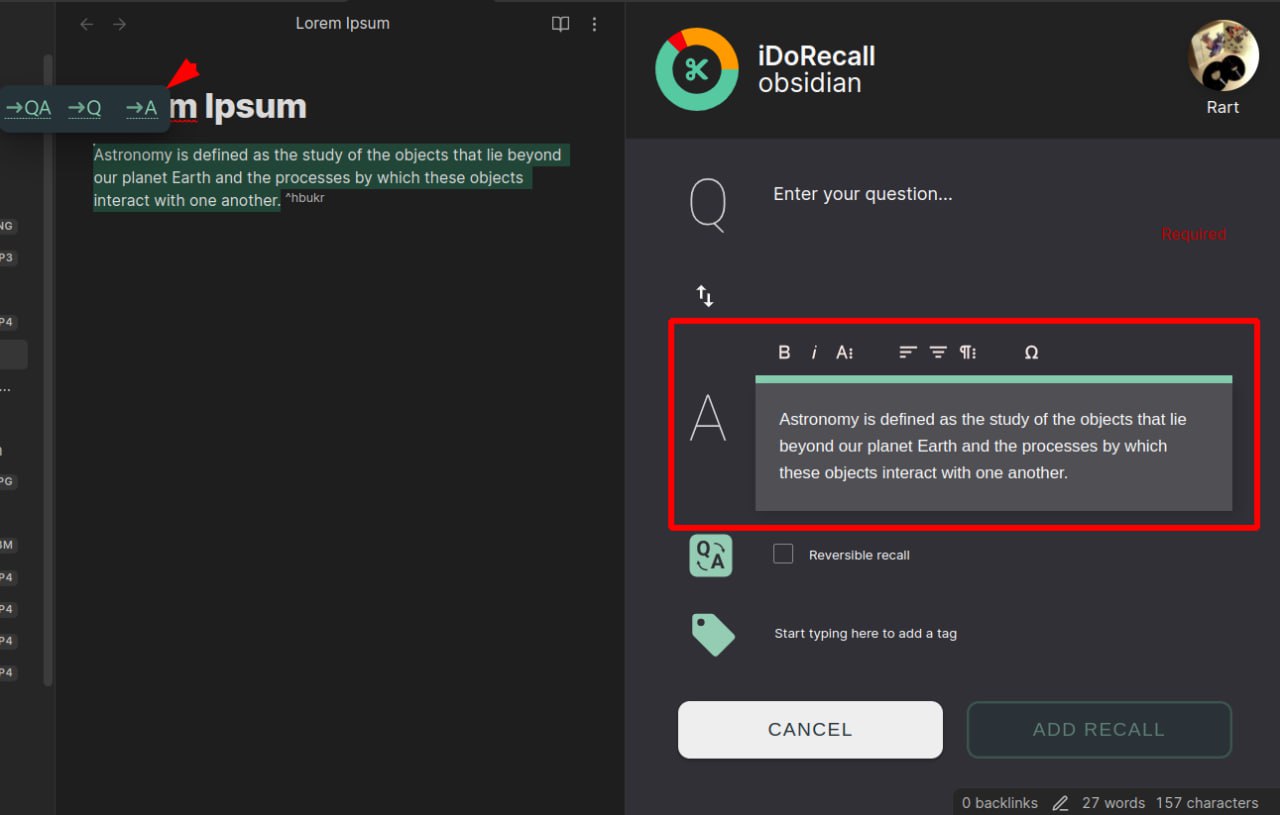 Lorem Ipsum
→QA →Q →A
m Ipsum
Astronomy is defined as the study of the objects that lie beyond
our planet Earth and the processes by which these objects
interact with one another. ^hbukr
NG
P3
P4
...
PG
BM
P4
P4
P4
P4
iDoRecall
obsidian
Rart
Q
Enter your question...
Required
B i A
Ω
A
Astronomy is defined as the study of the objects that lie
beyond our planet Earth and the processes by which
these objects interact with one another.
Q A
Reversible recall
Start typing here to add a tag
CANCEL
ADD RECALL
0 backlinks 27 words 157 characters